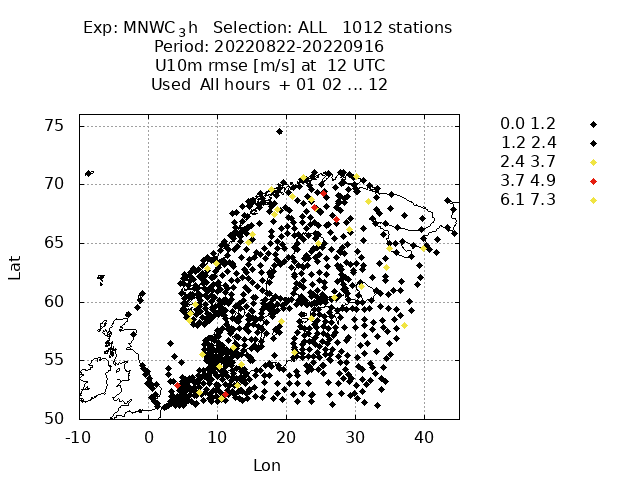 Exp: MNWC_3h   Selection: ALL   1012 stations
Period: 20220822-20220916
U10m rmse [m/s] at  12 UTC
Used  All hours  + 01 02 ... 12
75
70
65
60
55
50
-10 0 10 20 30 40
Lat
Lon
0.0 1.2
1.2 2.4
2.4 3.7
3.7 4.9
6.1 7.3